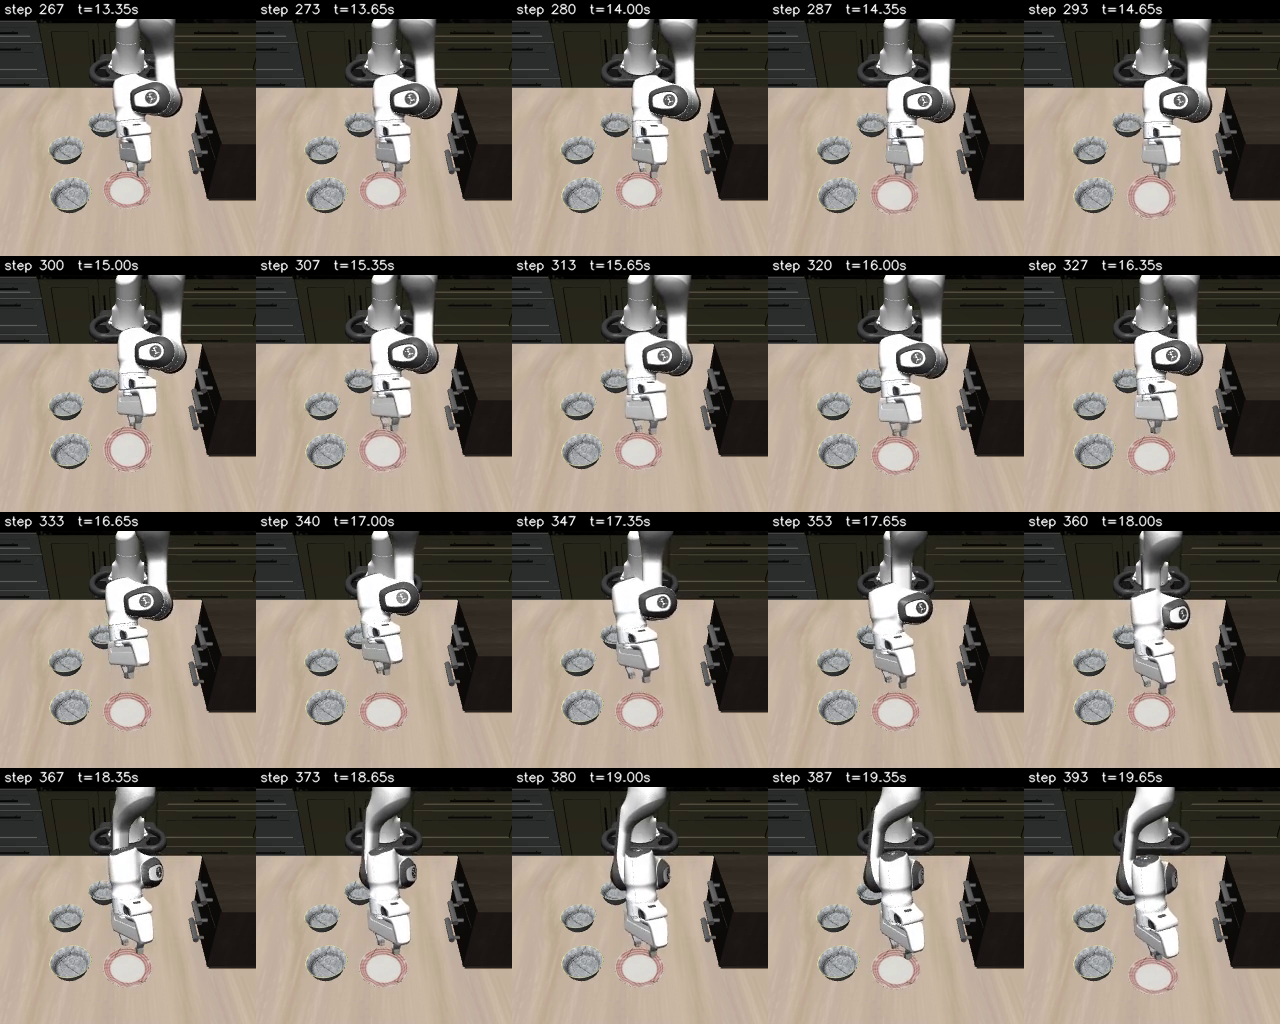 step 267 t=13.35s
step 273 t=13.65s
step 280 t=14.00s
step 287 t=14.35s
step 293 t=14.65s
step 300 t=15.00s
step 307 t=15.35s
step 313 t=15.65s
step 320 t=16.00s
step 327 t=16.35s
step 333 t=16.65s
step 340 t=17.00s
step 347 t=17.35s
step 353 t=17.65s
step 360 t=18.00s
step 367 t=18.35s
step 373 t=18.65s
step 380 t=19.00s
step 387 t=19.35s
step 393 t=19.65s